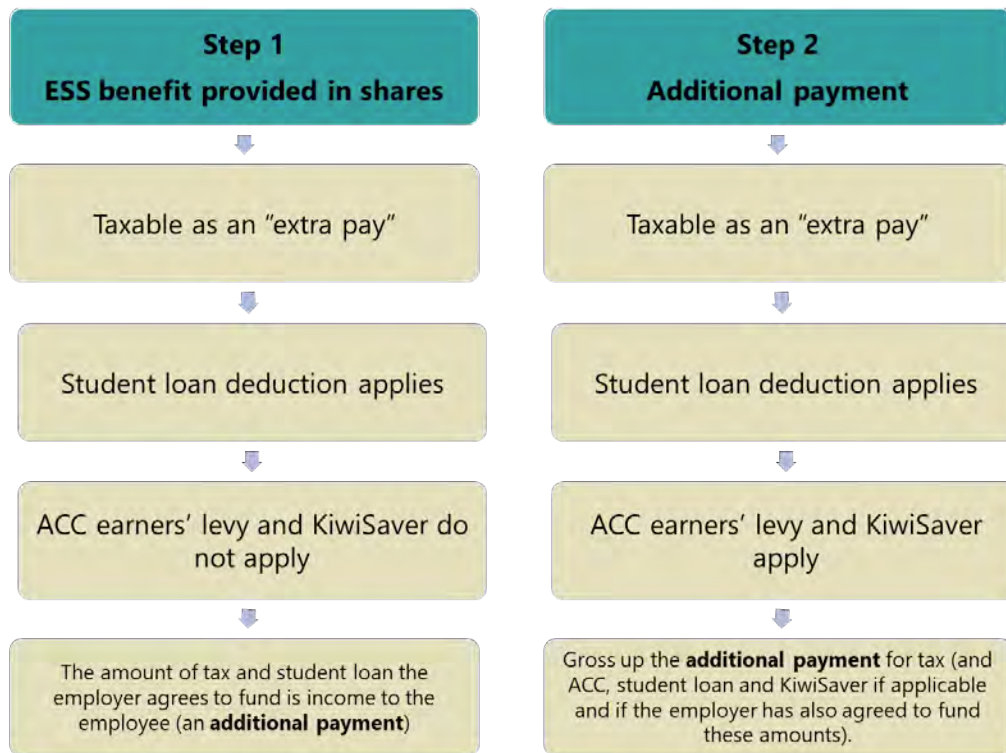 Step 1
ESS benefit provided in shares
Taxable as an “extra pay”
Student loan deduction applies
ACC earners’ levy and KiwiSaver do
not apply
The amount of tax and student loan the
employer agrees to fund is income to the
employee (an additional payment)
Step 2
Additional payment
Taxable as an “extra pay”
Student loan deduction applies
ACC earners’ levy and KiwiSaver
apply
Gross up the additional payment for tax (and
ACC, student loan and KiwiSaver if applicable
and if the employer has also agreed to fund
these amounts).